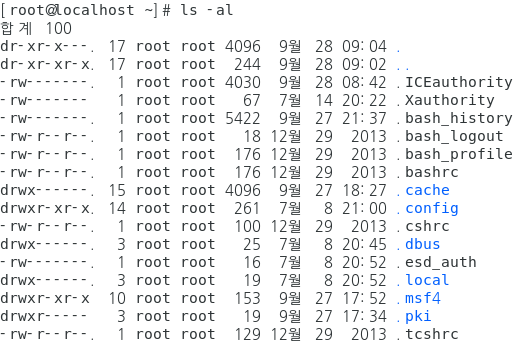 [root@localhost ~]# ls -al
합계 100
dr-xr-x---. 17 root root 4096 9월 28 09:04 .
dr-xr-xr-x. 17 root root 244 9월 28 09:02 ..
-rw-------. 1 root root 4030 9월 28 08:42 .ICEauthority
-rw------- 1 root root 67 7월 14 20:22 .Xauthority
-rw-------. 1 root root 5422 9월 27 21:37 .bash_history
-rw-r--r--. 1 root root 18 12월 29 2013 .bash_logout
-rw-r--r--. 1 root root 176 12월 29 2013 .bash_profile
-rw-r--r--. 1 root root 176 12월 29 2013 .bashrc
drwx------. 15 root root 4096 9월 27 18:27 .cache
drwxr-xr-x. 14 root root 261 7월 8 21:00 .config
-rw-r--r--. 1 root root 100 12월 29 2013 .cshrc
drwx------. 3 root root 25 7월 8 20:45 .dbus
-rw-------. 1 root root 16 7월 8 20:52 .esd_auth
drwx------. 3 root root 19 7월 8 20:52 .local
drwxr-xr-x 10 root root 153 9월 27 17:52 .msf4
drwxr----- 3 root root 19 9월 27 17:34 .pki
-rw-r--r--. 1 root root 129 12월 29 2013 .tcshrc